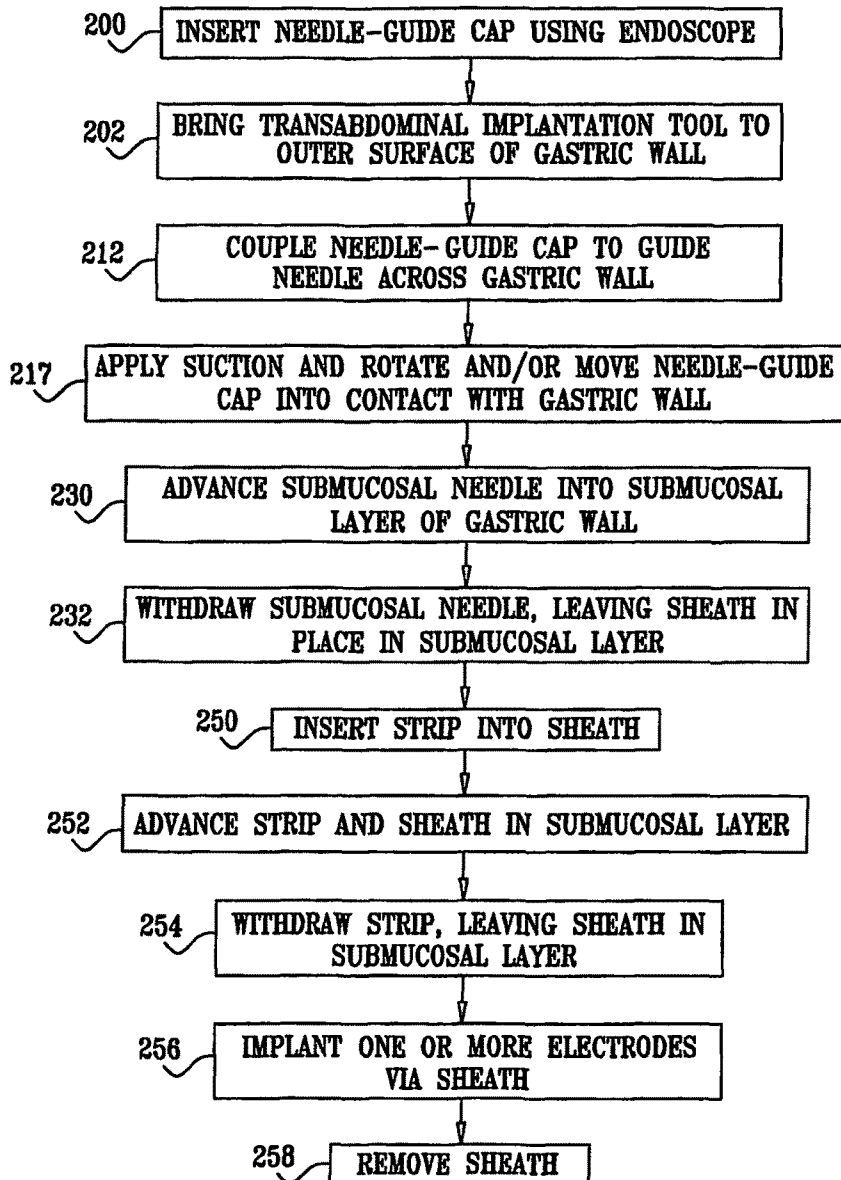 200 INSERT NEEDLE-GUIDE CAP USING ENDOSCOPE
202 BRING TRANSABDOMINAL IMPLANTATION TOOL TO
OUTER SURFACE OF GASTRIC WALL
212 COUPLE NEEDLE-GUIDE CAP TO GUIDE
NEEDLE ACROSS GASTRIC WALL
217 APPLY SUCTION AND ROTATE AND/OR MOVE NEEDLE-GUIDE
CAP INTO CONTACT WITH GASTRIC WALL
230 ADVANCE SUBMUCOSAL NEEDLE INTO SUBMUCOSAL
LAYER OF GASTRIC WALL
232 WITHDRAW SUBMUCOSAL NEEDLE, LEAVING SHEATH IN
PLACE IN SUBMUCOSAL LAYER
250 INSERT STRIP INTO SHEATH
252 ADVANCE STRIP AND SHEATH IN SUBMUCOSAL LAYER
254 WITHDRAW STRIP, LEAVING SHEATH IN
SUBMUCOSAL LAYER
256 IMPLANT ONE OR MORE ELECTRODES
VIA SHEATH
258 REMOVE SHEATH